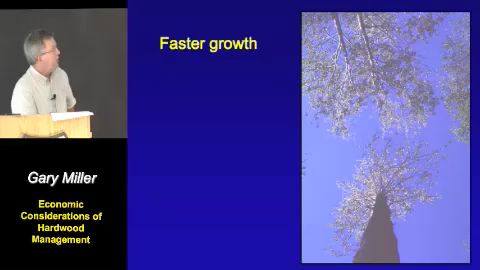 Faster growth
Gary Miller
Economic
Considerations of
Hardwood
Management